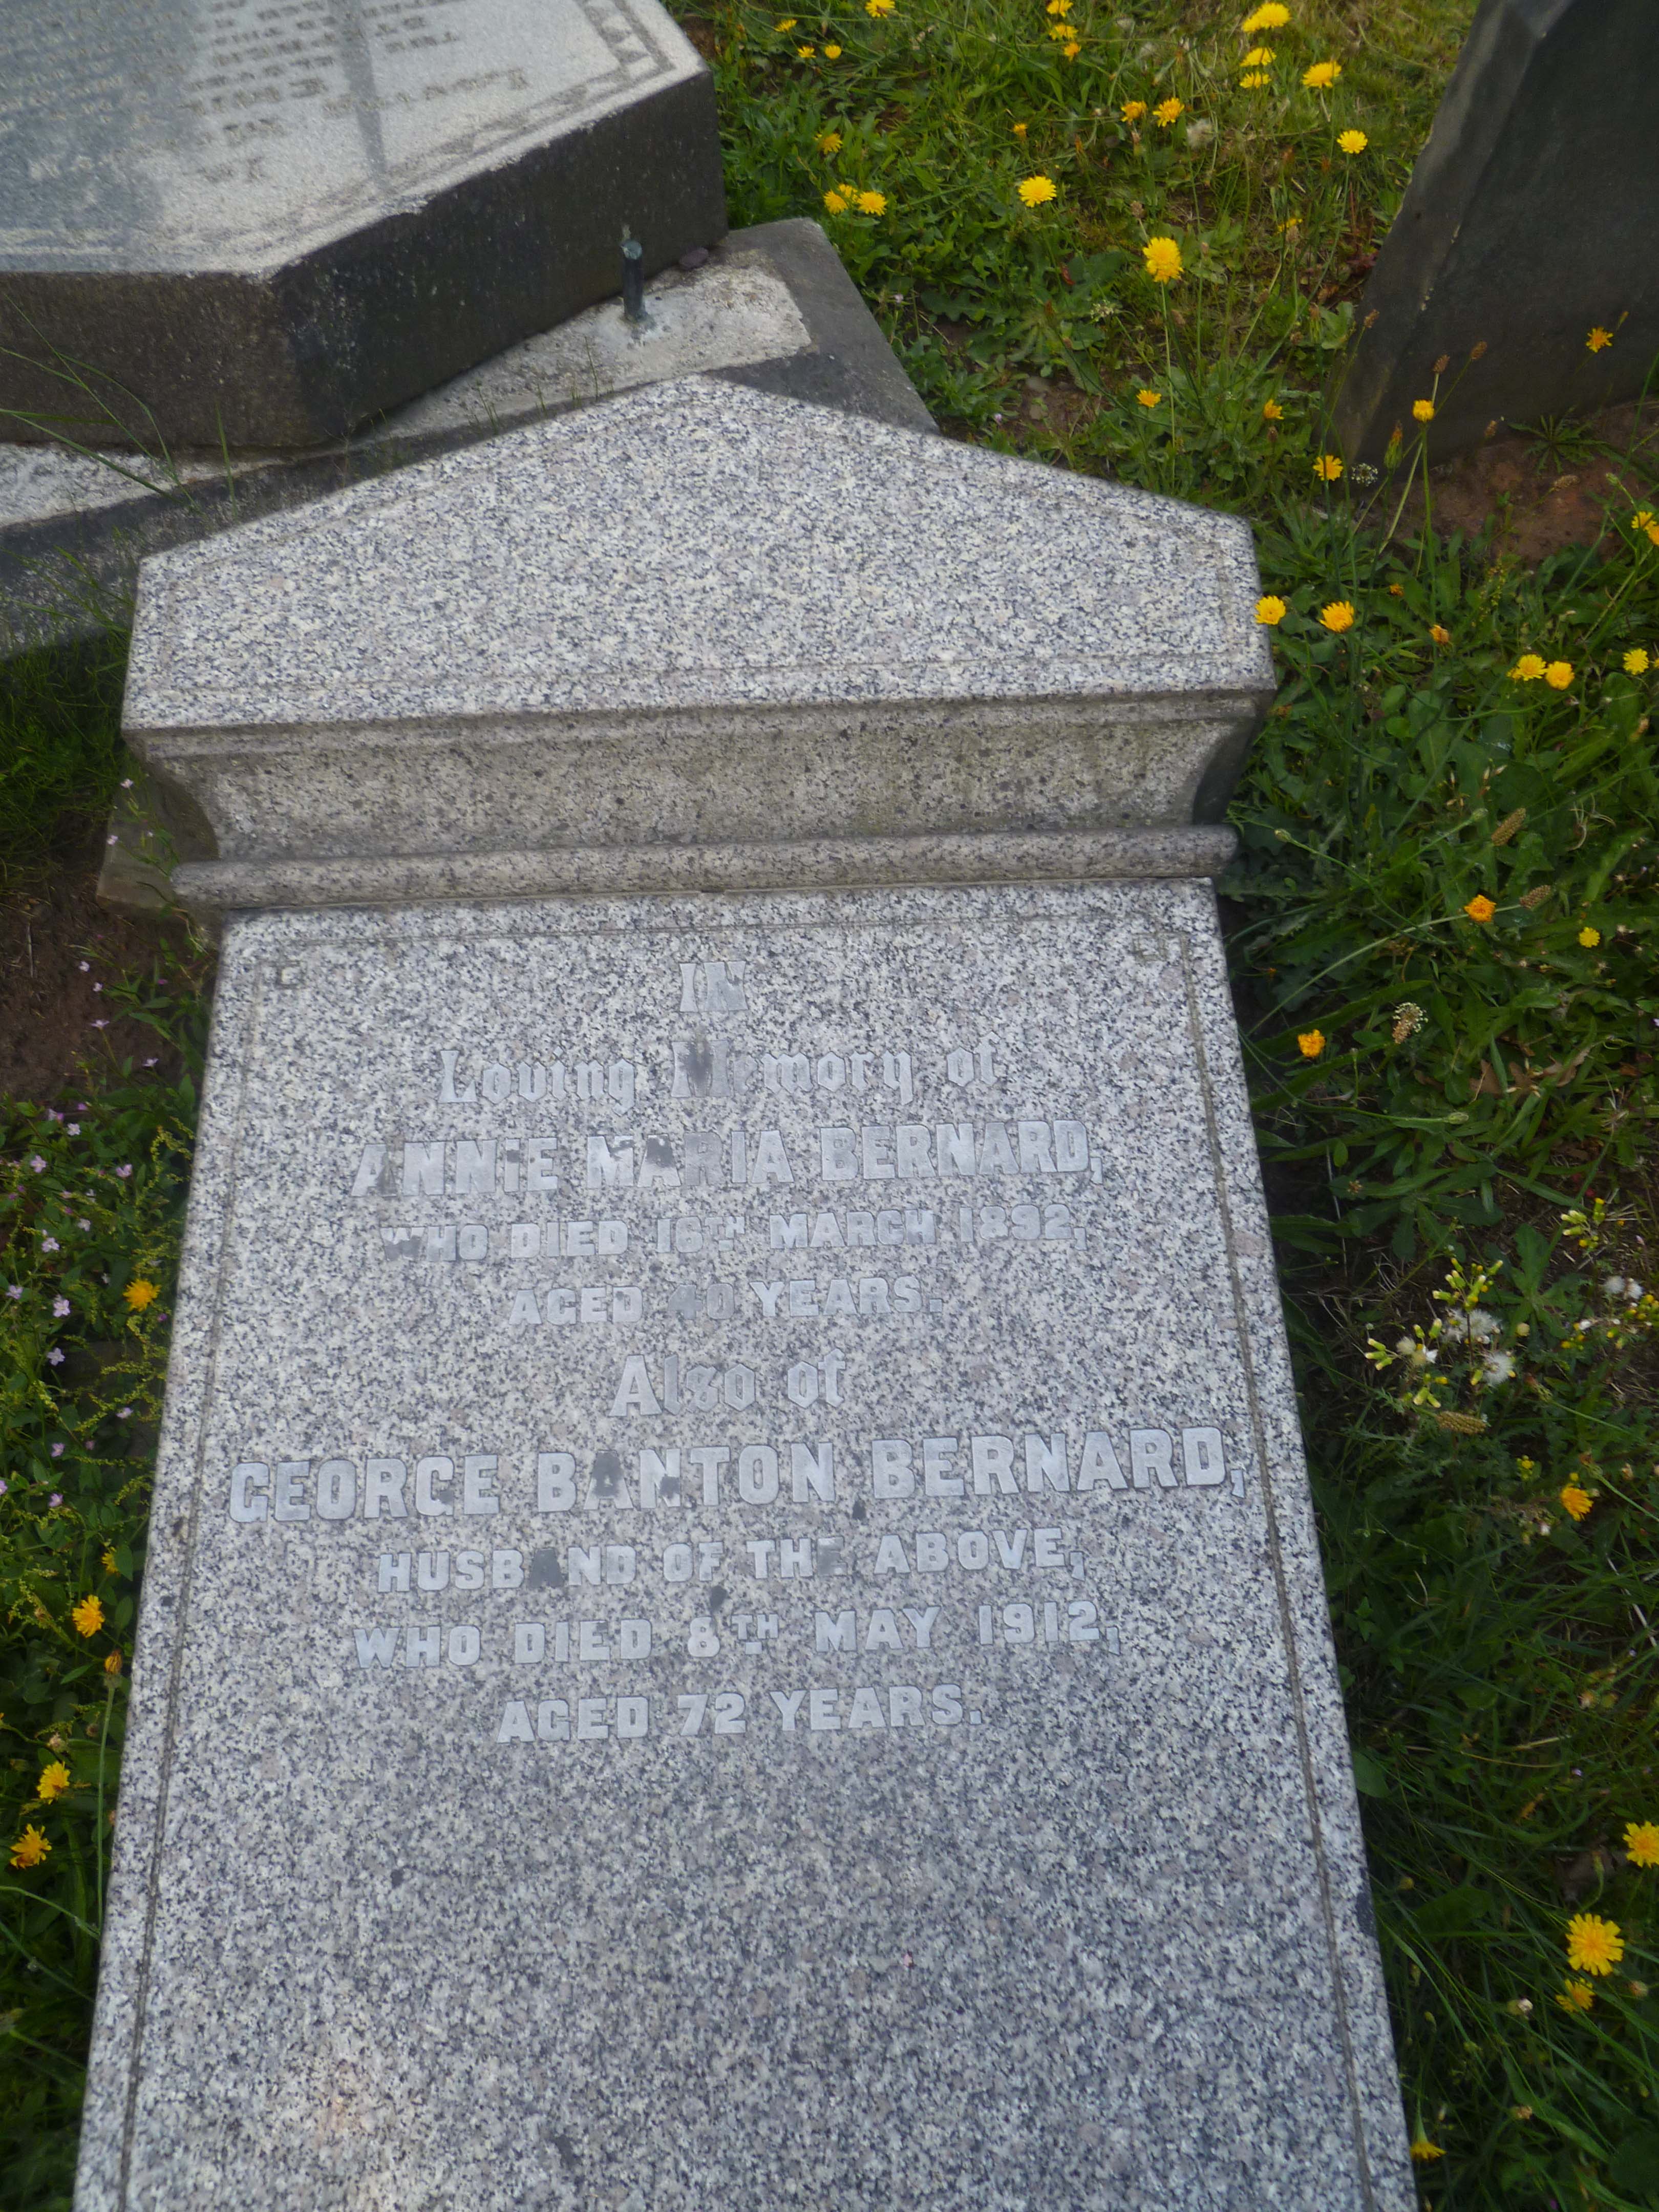 IN
Loving Memory of
ANNIE MARIA BERNARD,
WHO DIED 16TH MARCH 1892,
AGED 40 YEARS.
Also of
GEORGE BANTON BERNARD,
HUSBAND OF THE ABOVE,
WHO DIED 8TH MAY 1912,
AGED 72 YEARS.